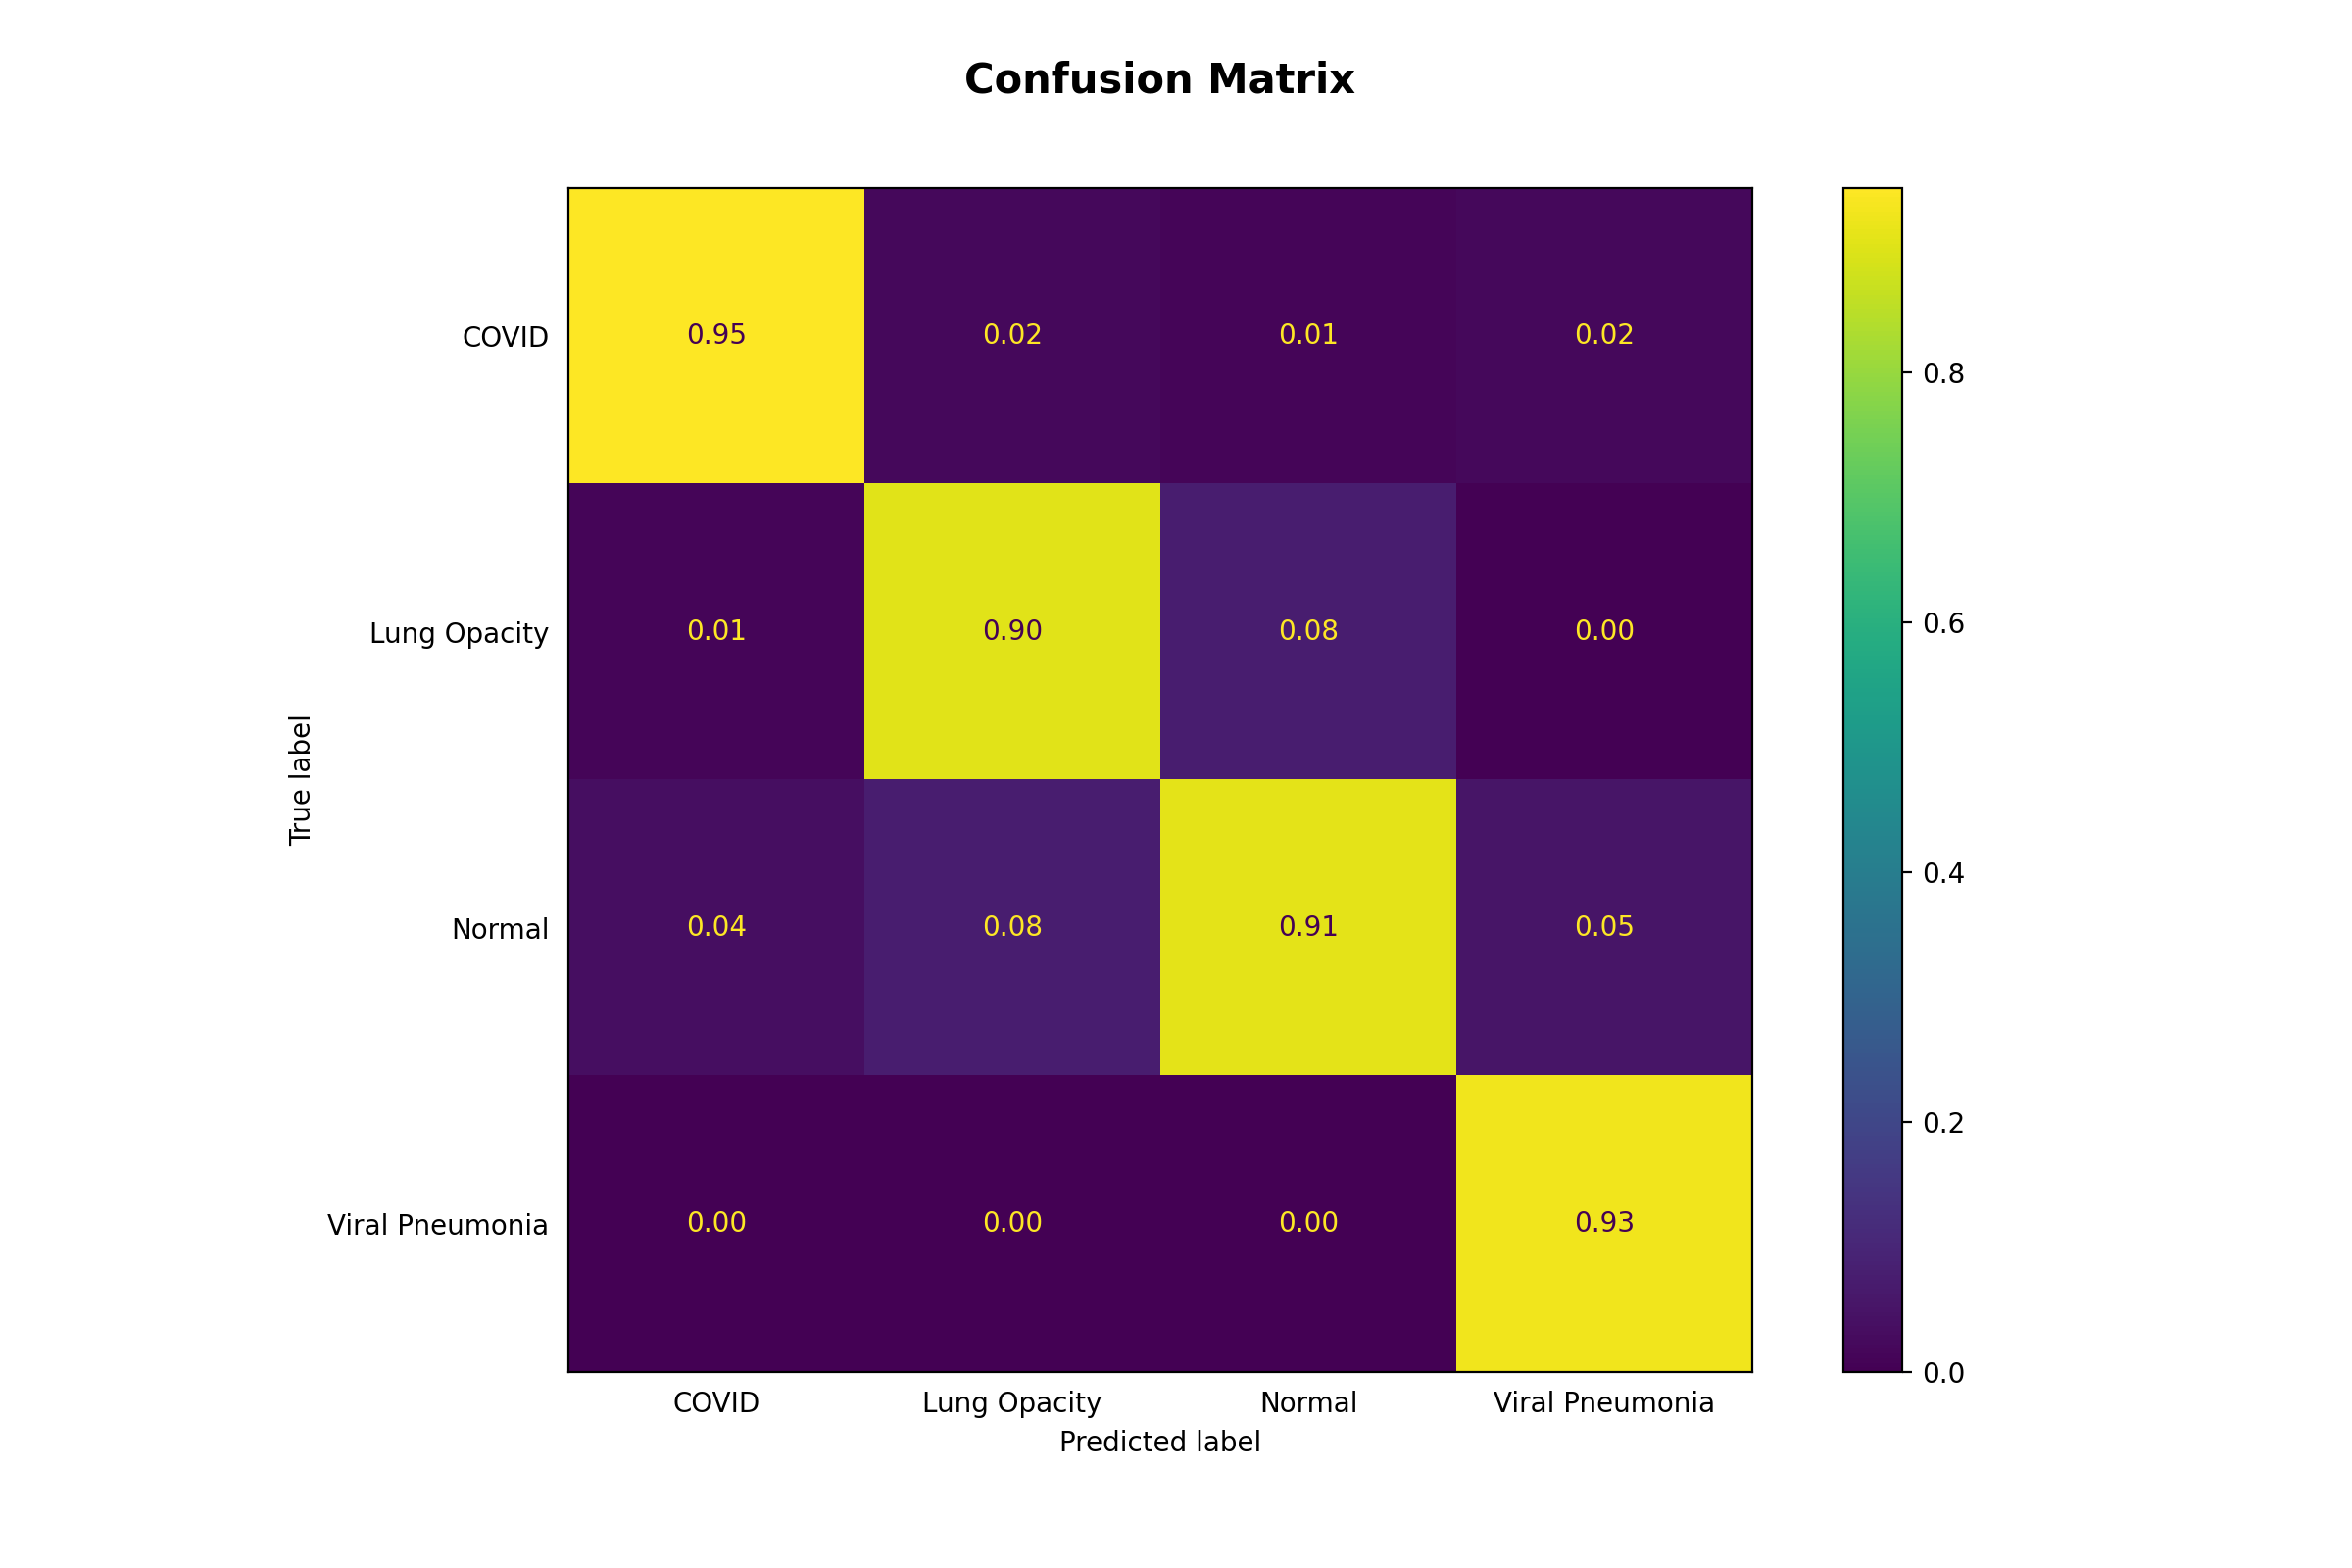 Confusion Matrix
COVID 0.95 0.02 0.01 0.02
0.8
Lung Opacity 0.01 0.90 0.08 0.00
0.6
True label
0.4
Normal 0.04 0.08 0.91 0.05
0.2
Viral Pneumonia 0.00 0.00 0.00 0.93
0.0
COVID Lung Opacity Normal Viral Pneumonia
Predicted label